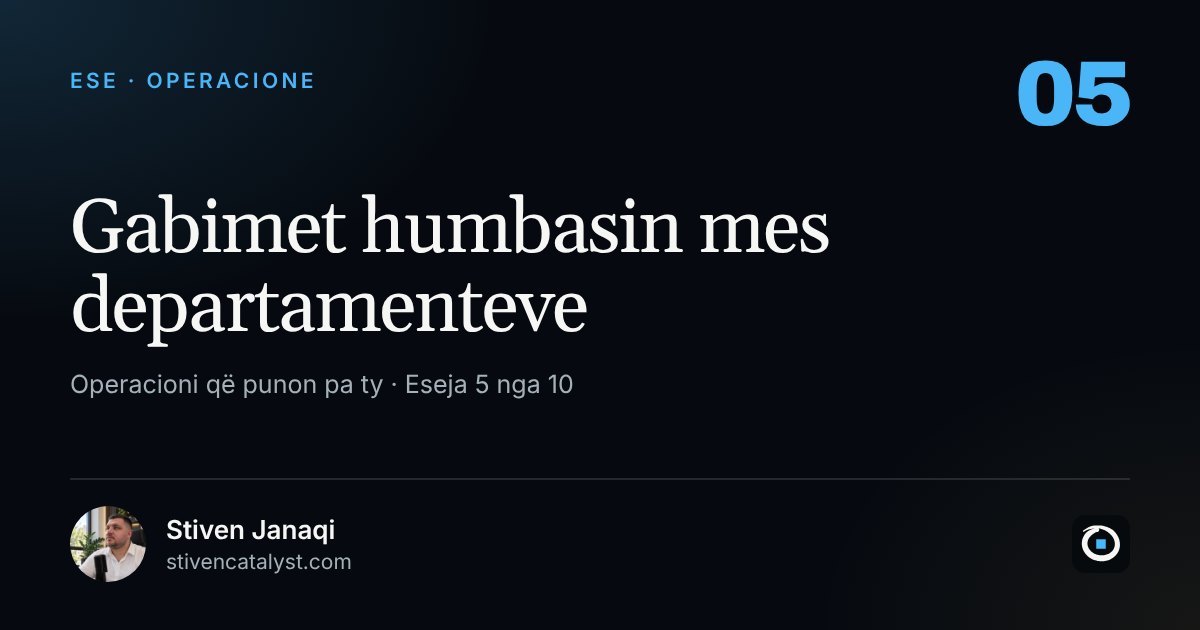 ESE · OPERACIONE
05
Gabimet humbasin mes
departamenteve
Operacioni që punon pa ty · Eseja 5 nga 10
Stiven Janaqi
stivencatalyst.com